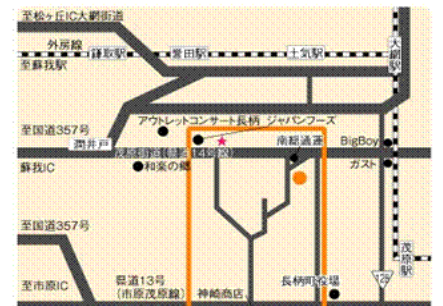 至松ヶ丘IC大網街道
外房線
鎌取駅
誉田駅
土気駅
大網駅
至蘇我駅
アウトレットコンサート長柄
ジャパンフーズ
至国道357号
潤井戸
南総通運
BigBoy
茂原街道(県道14号線)
蘇我IC
和楽の郷
ガスト
至国道357号
茂原駅
至市原IC
県道13号
(市原茂原線)
神崎商店
長柄町役場
128